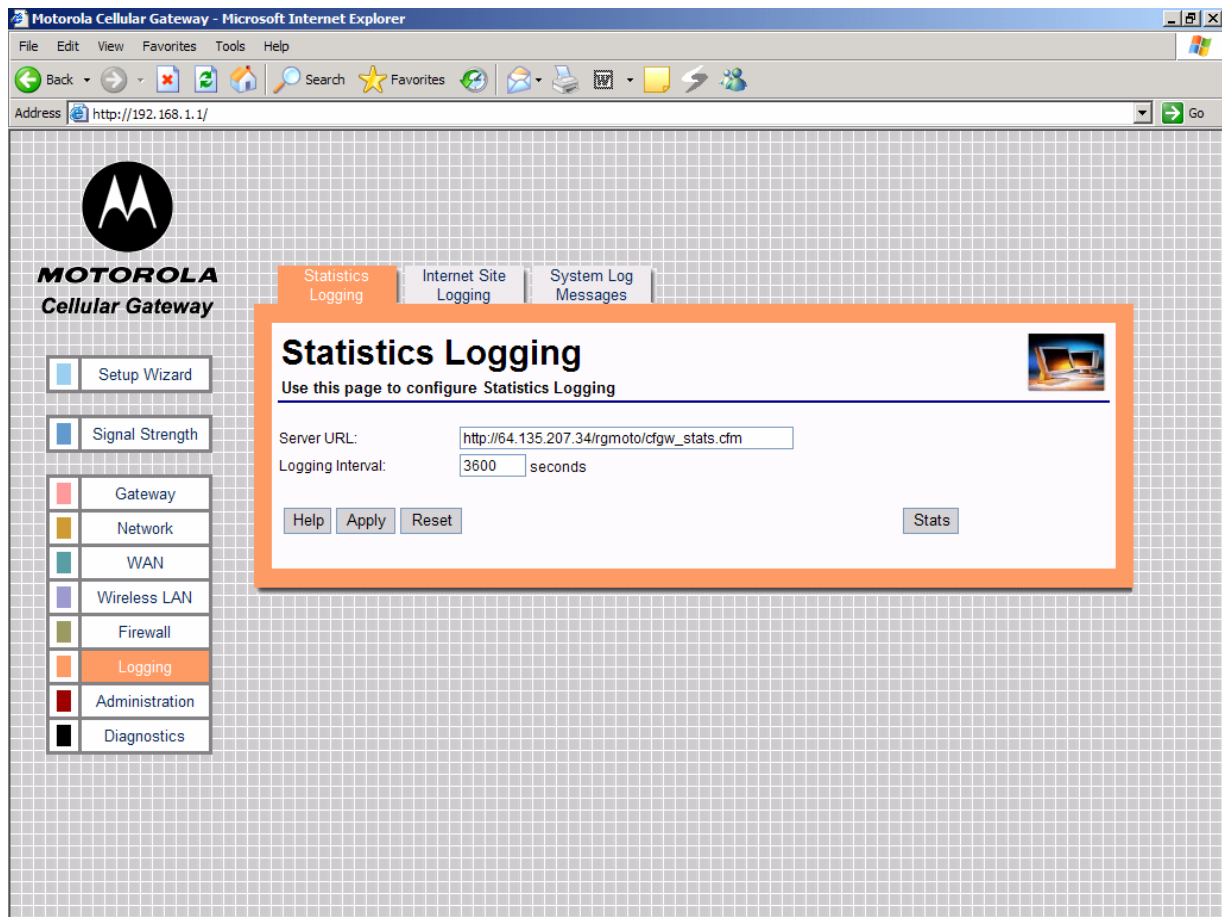 Motorola Cellular Gateway - Microsoft Internet Explorer
File Edit View Favorites Tools Help
Back Search Favorites
Address http://192.168.1.1/ Go
MOTOROLA
Cellular Gateway
Statistics Logging
Internet Site Logging
System Log Messages
Statistics Logging
Use this page to configure Statistics Logging
Server URL: http://64.135.207.34/rgmoto/cfgw_stats.cfm
Logging Interval: 3600 seconds
Help Apply Reset Stats
Setup Wizard
Signal Strength
Gateway
Network
WAN
Wireless LAN
Firewall
Logging
Administration
Diagnostics